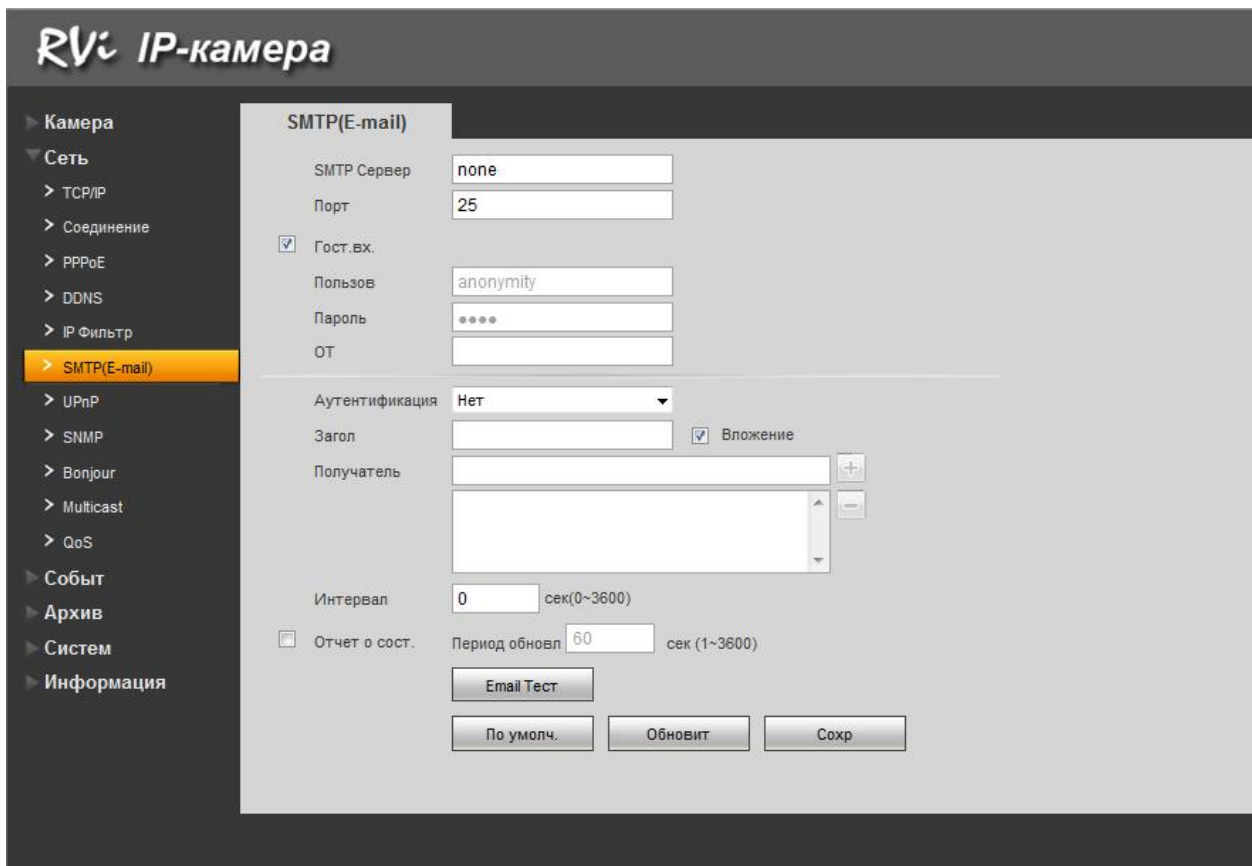 RVi IP-камера
Камера
Сеть
TCP/IP
Соединение
PPPoE
DDNS
IP Фильтр
SMTP(E-mail)
UPnP
SNMP
Bonjour
Multicast
QoS
Событ
Архив
Систем
Информация
SMTP(E-mail)
SMTP Сервер none
Порт 25
Гост.вх.
Пользов anonymity
Пароль ●●●●
ОТ
Аутентификация Нет
Загол Вложение
Получатель
Интервал 0 сек(0~3600)
Отчет о сост. Период обновл 60 сек (1~3600)
Email Тест
По умолч. Обновит Сохр